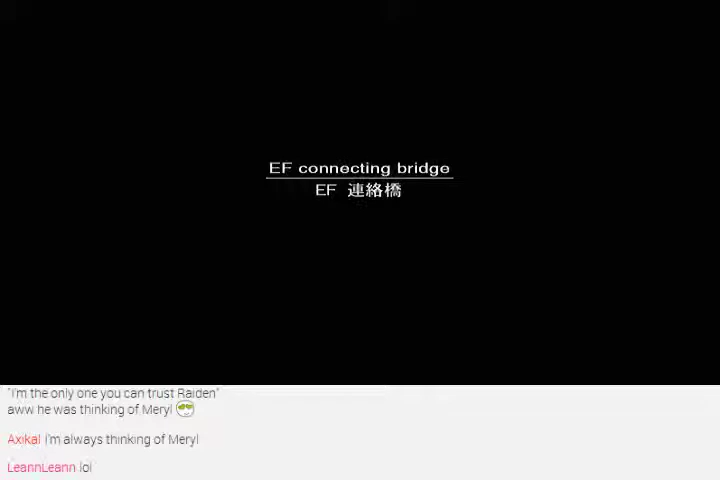 EF connecting bridge
EF 連絡橋
"I'm the only one you can trust Raiden"
aww he was thinking of Meryl
Axikal I'm always thinking of Meryl
LeannLeann lol